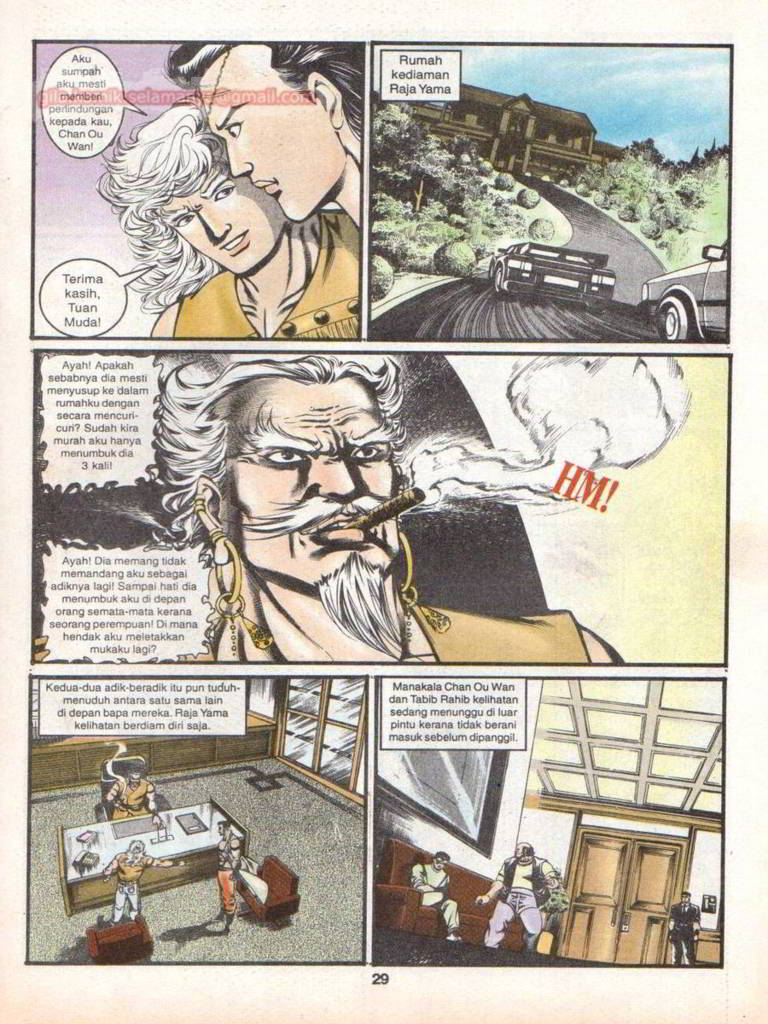 Aku
sumpah
aku mesti
memberi
perlindungan
kepada kau,
Chan Ou
Wan!
Terima
kasih,
Tuan
Muda!
Rumah
kediaman
Raja Yama
Ayah! Apakah
sebabnya dia mesti
menyusup ke dalam
rumahku dengan
secara mencuri-
curi? Sudah kira
murah aku hanya
menumbuk dia
3 kali!
HM!
Ayah! Dia memang tidak
memandang aku sebagai
adiknya lagi! Sampai hati dia
menumbuk aku di depan
orang semata-mata kerana
seorang perempuan! Di mana
hendak aku meletakkan
mukaku lagi?
Kedua-dua adik-beradik itu pun tuduh-
menuduh antara satu sama lain
di depan bapa mereka. Raja Yama
kelihatan berdiam diri saja.
Manakala Chan Ou Wan
dan Tabib Rahib kelihatan
sedang menunggu di luar
pintu kerana tidak berani
masuk sebelum dipanggil.
29